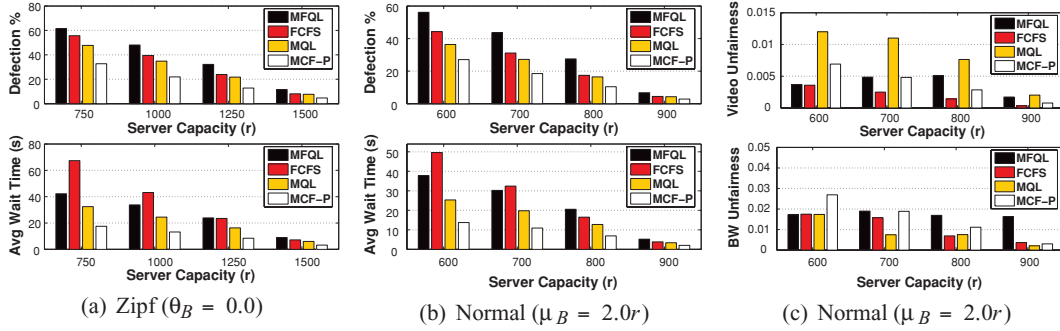 Defection %
80
60
40
20
0
750
1000
1250
1500
Server Capacity (r)
MFQL
FCFS
MQL
MCF-P
Avg Wait Time (s)
80
60
40
20
0
750
1000
1250
1500
Server Capacity (r)
MFQL
FCFS
MQL
MCF-P
(a) Zipf (θB = 0.0)
Defection %
60
40
20
0
600
700
800
900
Server Capacity (r)
MFQL
FCFS
MQL
MCF-P
Avg Wait Time (s)
50
40
30
20
10
0
600
700
800
900
Server Capacity (r)
MFQL
FCFS
MQL
MCF-P
(b) Normal (μB = 2.0r)
Video Unfairness
0.015
0.01
0.005
0
600
700
800
900
Server Capacity (r)
MFQL
FCFS
MQL
MCF-P
BW Unfairness
0.05
0.04
0.03
0.02
0.01
0
600
700
800
900
Server Capacity (r)
MFQL
FCFS
MQL
MCF-P
(c) Normal (μB = 2.0r)